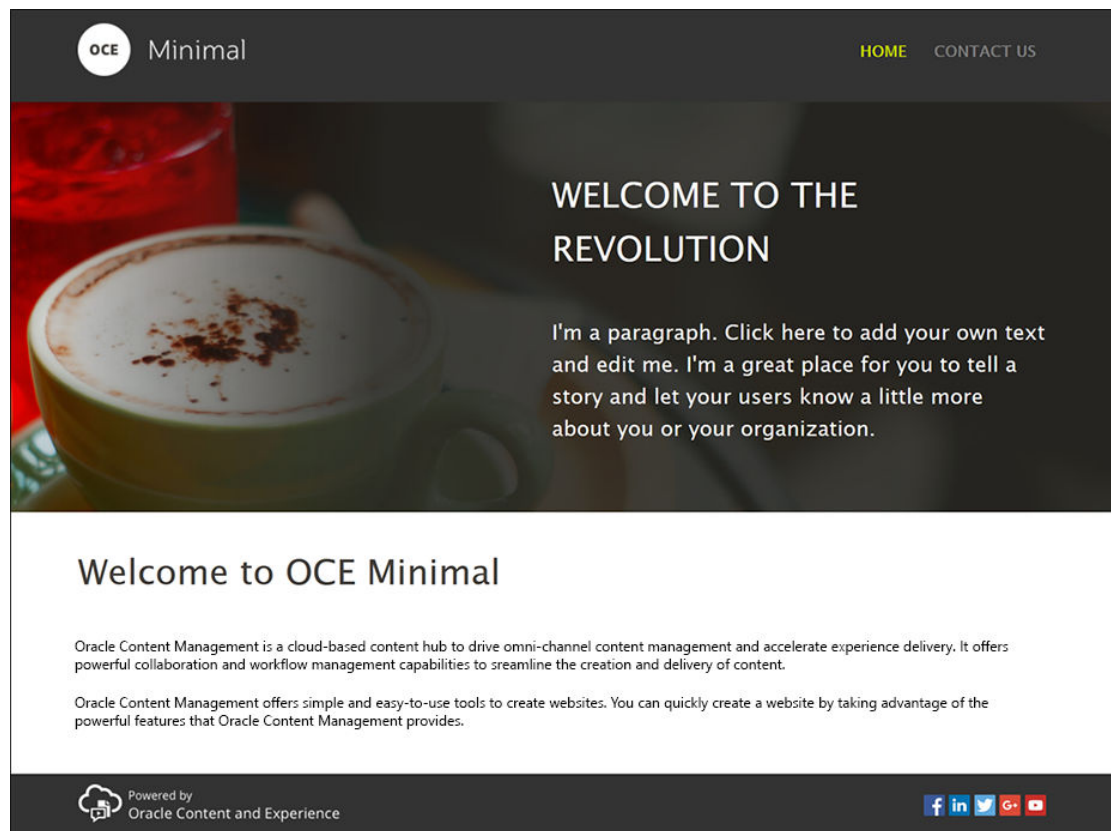 OCE Minimal
HOME CONTACT US
WELCOME TO THE
REVOLUTION
I'm a paragraph. Click here to add your own text
and edit me. I'm a great place for you to tell a
story and let your users know a little more
about you or your organization.
Welcome to OCE Minimal
Oracle Content Management is a cloud-based content hub to drive omni-channel content management and accelerate experience delivery. It offers
powerful collaboration and workflow management capabilities to sreamline the creation and delivery of content.
Oracle Content Management offers simple and easy-to-use tools to create websites. You can quickly create a website by taking advantage of the
powerful features that Oracle Content Management provides.
Powered by
Oracle Content and Experience
f in G+